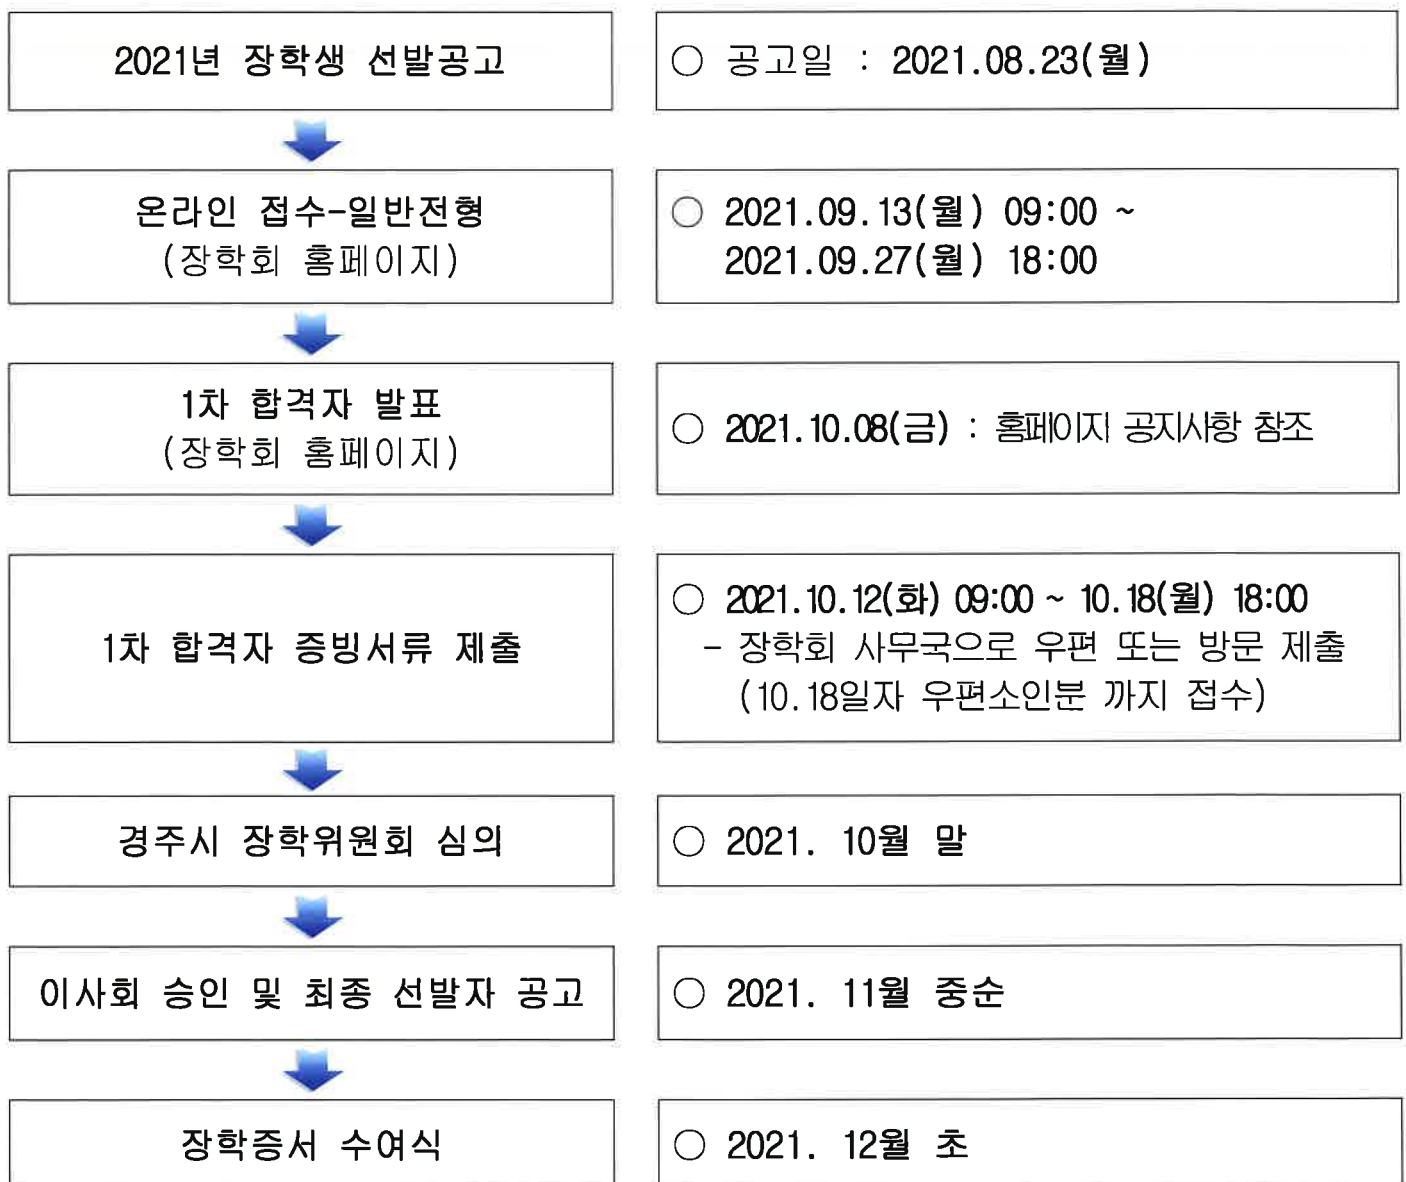 2021년 장학생 선발공고
○ 공고일 : 2021.08.23(월)
온라인 접수-일반전형
(장학회 홈페이지)
○ 2021.09.13(월) 09:00 ~
2021.09.27(월) 18:00
1차 합격자 발표
(장학회 홈페이지)
○ 2021.10.08(금) : 홈페이지 공지사항 참조
1차 합격자 증빙서류 제출
○ 2021.10.12(화) 09:00 ~ 10.18(월) 18:00
- 장학회 사무국으로 우편 또는 방문 제출
(10.18일자 우편소인분 까지 접수)
경주시 장학위원회 심의
○ 2021. 10월 말
이사회 승인 및 최종 선발자 공고
○ 2021. 11월 중순
장학증서 수여식
○ 2021. 12월 초